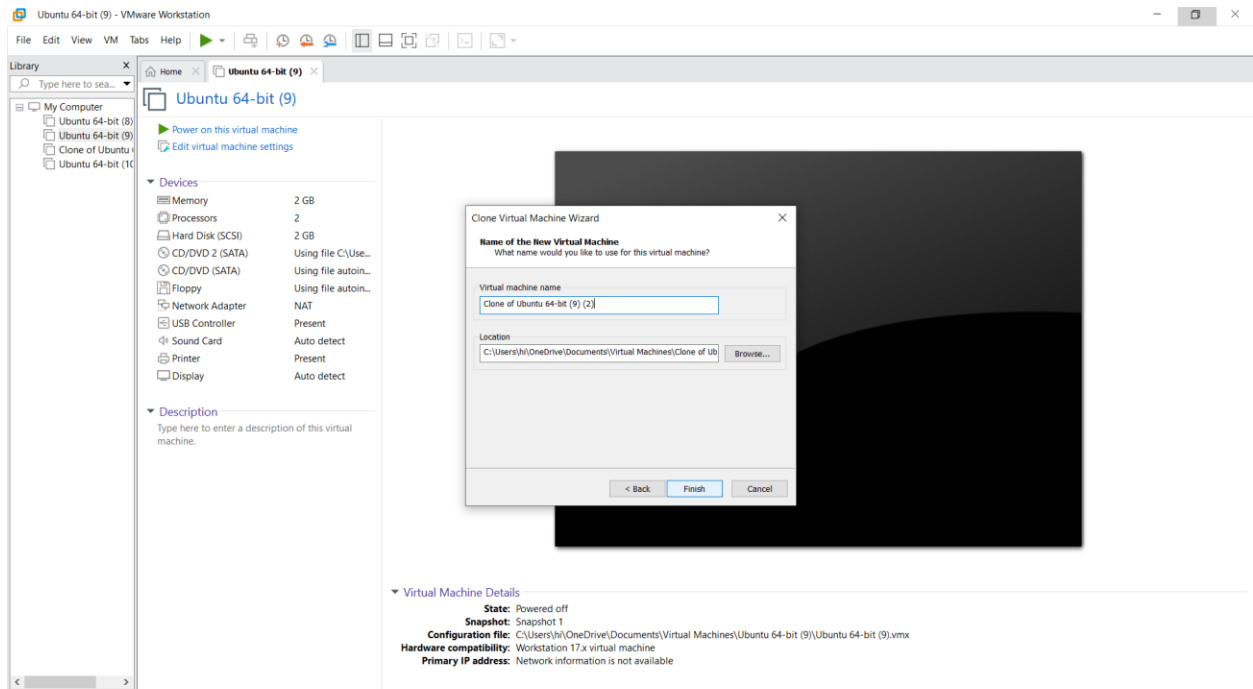 Ubuntu 64-bit (9) - VMware Workstation
File Edit View VM Tabs Help
Library
Type here to sea...
My Computer
Ubuntu 64-bit (8)
Ubuntu 64-bit (9)
Clone of Ubuntu
Ubuntu 64-bit (10
Home
Ubuntu 64-bit (9)
Ubuntu 64-bit (9)
Power on this virtual machine
Edit virtual machine settings
Devices
Memory 2 GB
Processors 2
Hard Disk (SCSI) 2 GB
CD/DVD 2 (SATA) Using file C:\Use...
CD/DVD (SATA) Using file autoin...
Floppy Using file autoin...
Network Adapter NAT
USB Controller Present
Sound Card Auto detect
Printer Present
Display Auto detect
Description
Type here to enter a description of this virtual
machine.
Clone Virtual Machine Wizard
Name of the New Virtual Machine
What name would you like to use for this virtual machine?
Virtual machine name
Clone of Ubuntu 64-bit (9) (2)
Location
C:\Users\hi\OneDrive\Documents\Virtual Machines\Clone of Ub
Browse...
< Back Finish Cancel
Virtual Machine Details
State: Powered off
Snapshot: Snapshot 1
Configuration file: C:\Users\hi\OneDrive\Documents\Virtual Machines\Ubuntu 64-bit (9)\Ubuntu 64-bit (9).vmx
Hardware compatibility: Workstation 17.x virtual machine
Primary IP address: Network information is not available